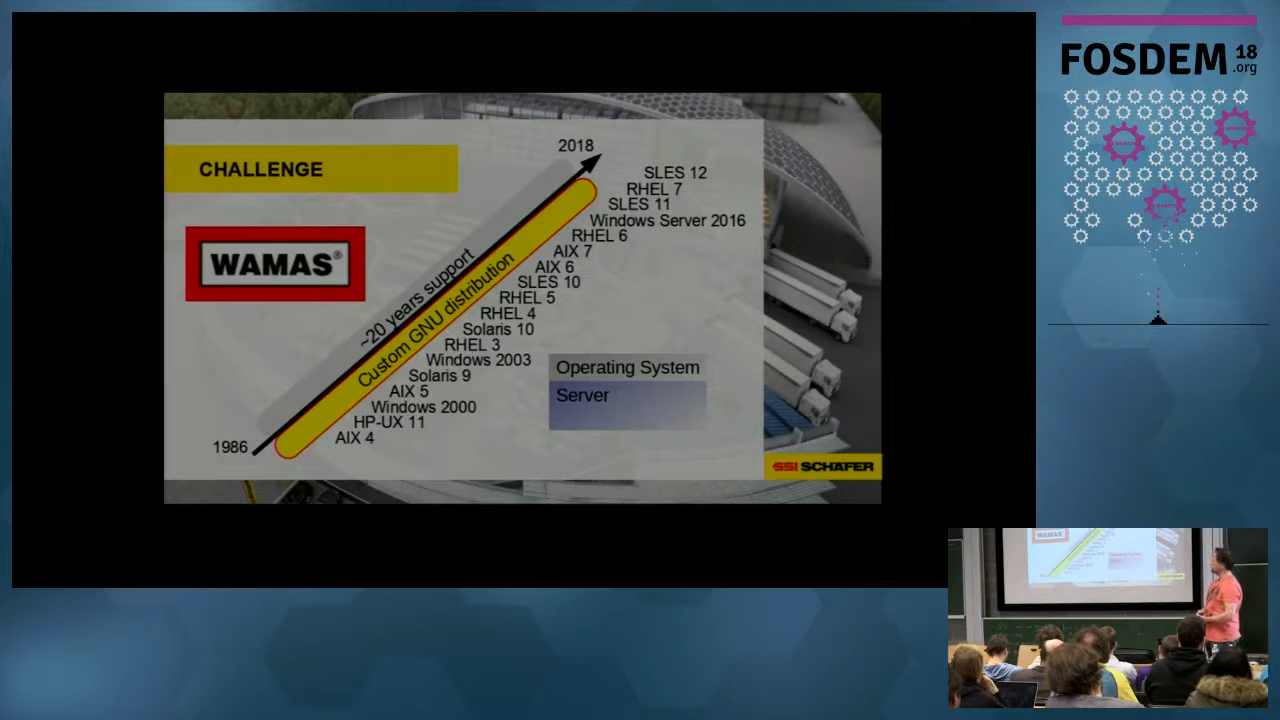 FOSDEM 18
.org
CHALLENGE
2018
WAMAS®
~20 years support
Custom GNU distribution
1986
SLES 12
RHEL 7
SLES 11
Windows Server 2016
RHEL 6
AIX 7
AIX 6
SLES 10
RHEL 5
RHEL 4
Solaris 10
RHEL 3
Windows 2003
Solaris 9
AIX 5
Windows 2000
HP-UX 11
AIX 4
Operating System
Server
SSI SCHÄFER
WAMAS